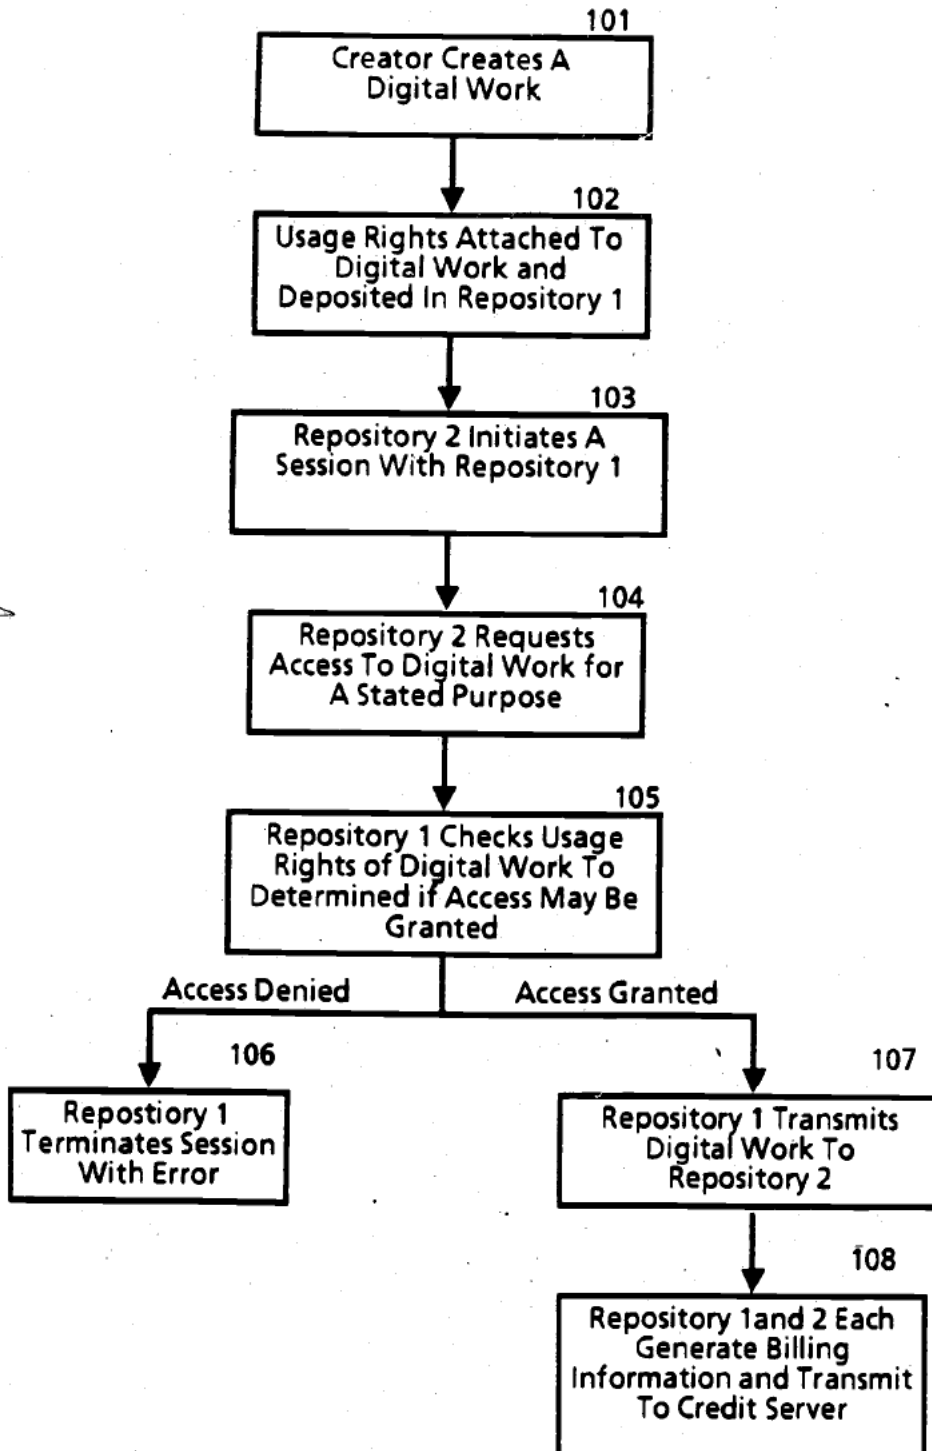 101
Creator Creates A
Digital Work
102
Usage Rights Attached To
Digital Work and
Deposited In Repository 1
103
Repository 2 Initiates A
Session With Repository 1
104
Repository 2 Requests
Access To Digital Work for
A Stated Purpose
105
Repository 1 Checks Usage
Rights of Digital Work To
Determined if Access May Be
Granted
Access Denied
Access Granted
106
Repostiory 1
Terminates Session
With Error
107
Repository 1 Transmits
Digital Work To
Repository 2
108
Repository 1and 2 Each
Generate Billing
Information and Transmit
To Credit Server